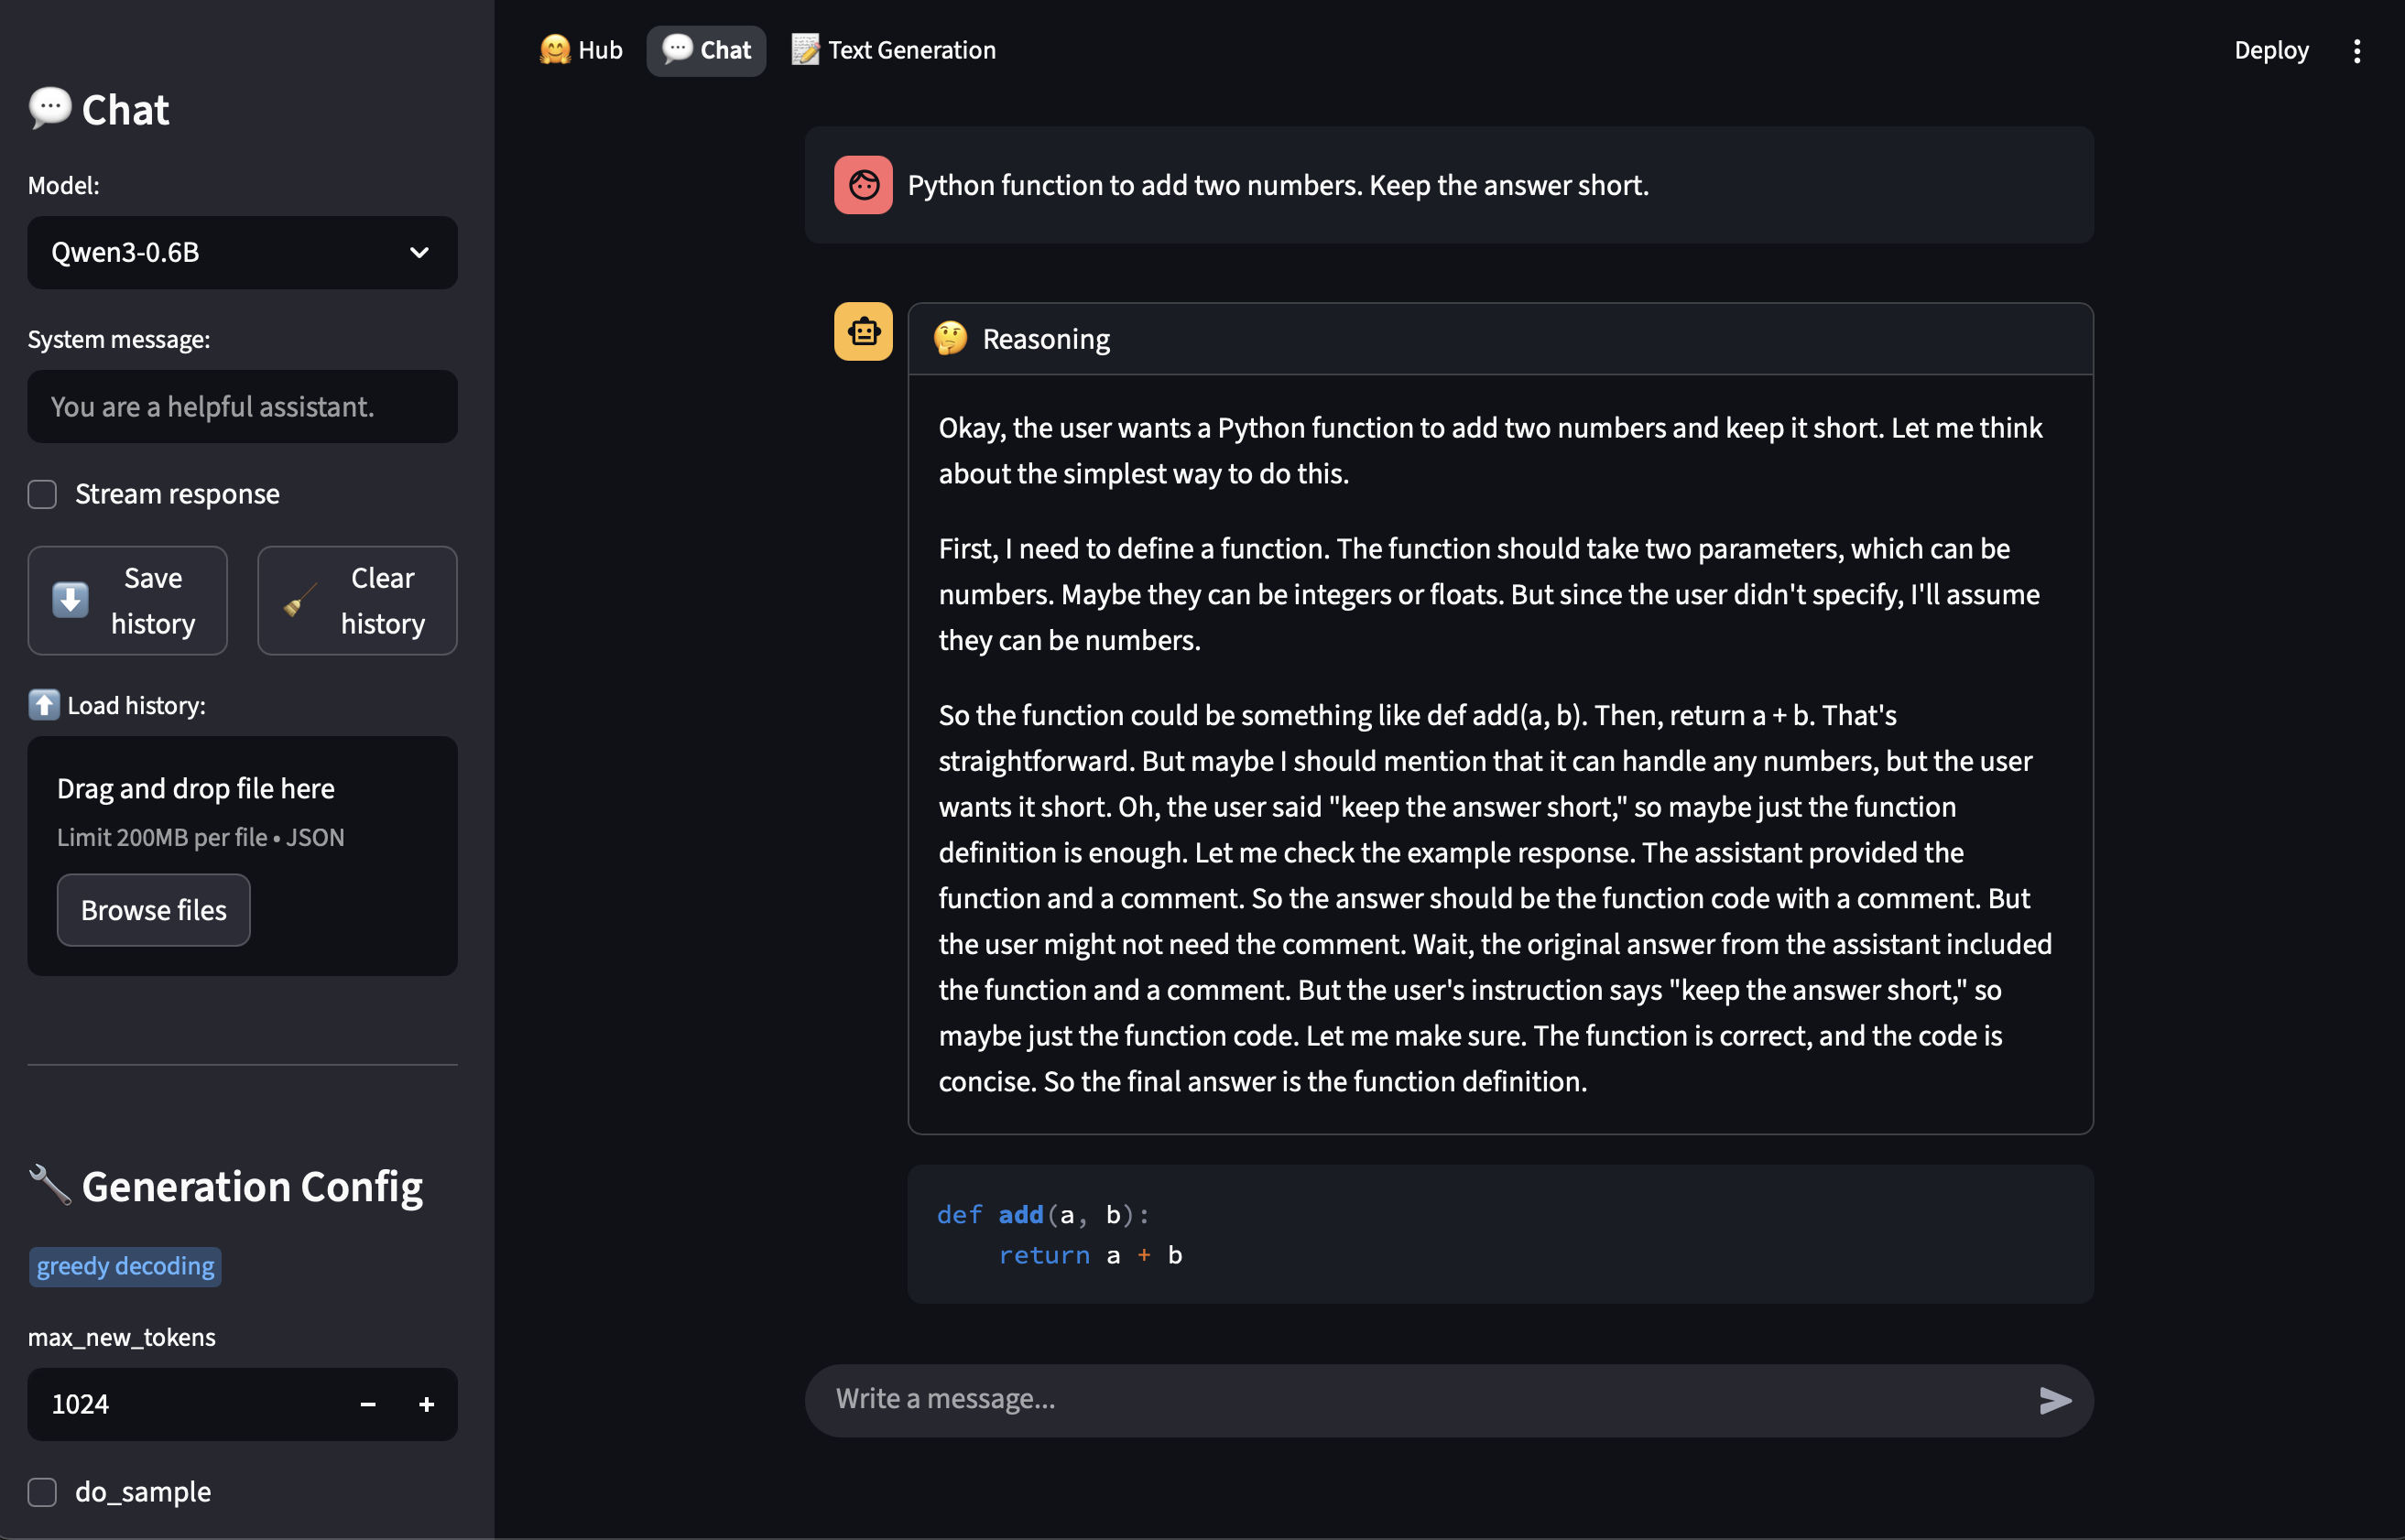 Chat
Model:
Qwen3-0.6B
System message:
You are a helpful assistant.
Stream response
Save
history
Clear
history
Load history:
Drag and drop file here
Limit 200MB per file • JSON
Browse files
Generation Config
greedy decoding
max_new_tokens
1024
do_sample
Hub
Chat
Text Generation
Deploy
Python function to add two numbers. Keep the answer short.
Reasoning
Okay, the user wants a Python function to add two numbers and keep it short. Let me think
about the simplest way to do this.
First, I need to define a function. The function should take two parameters, which can be
numbers. Maybe they can be integers or floats. But since the user didn't specify, I'll assume
they can be numbers.
So the function could be something like def add(a, b). Then, return a + b. That's
straightforward. But maybe I should mention that it can handle any numbers, but the user
wants it short. Oh, the user said "keep the answer short," so maybe just the function
definition is enough. Let me check the example response. The assistant provided the
function and a comment. So the answer should be the function code with a comment. But
the user might not need the comment. Wait, the original answer from the assistant included
the function and a comment. But the user's instruction says "keep the answer short," so
maybe just the function code. Let me make sure. The function is correct, and the code is
concise. So the final answer is the function definition.
def add(a, b):
    return a + b
Write a message...